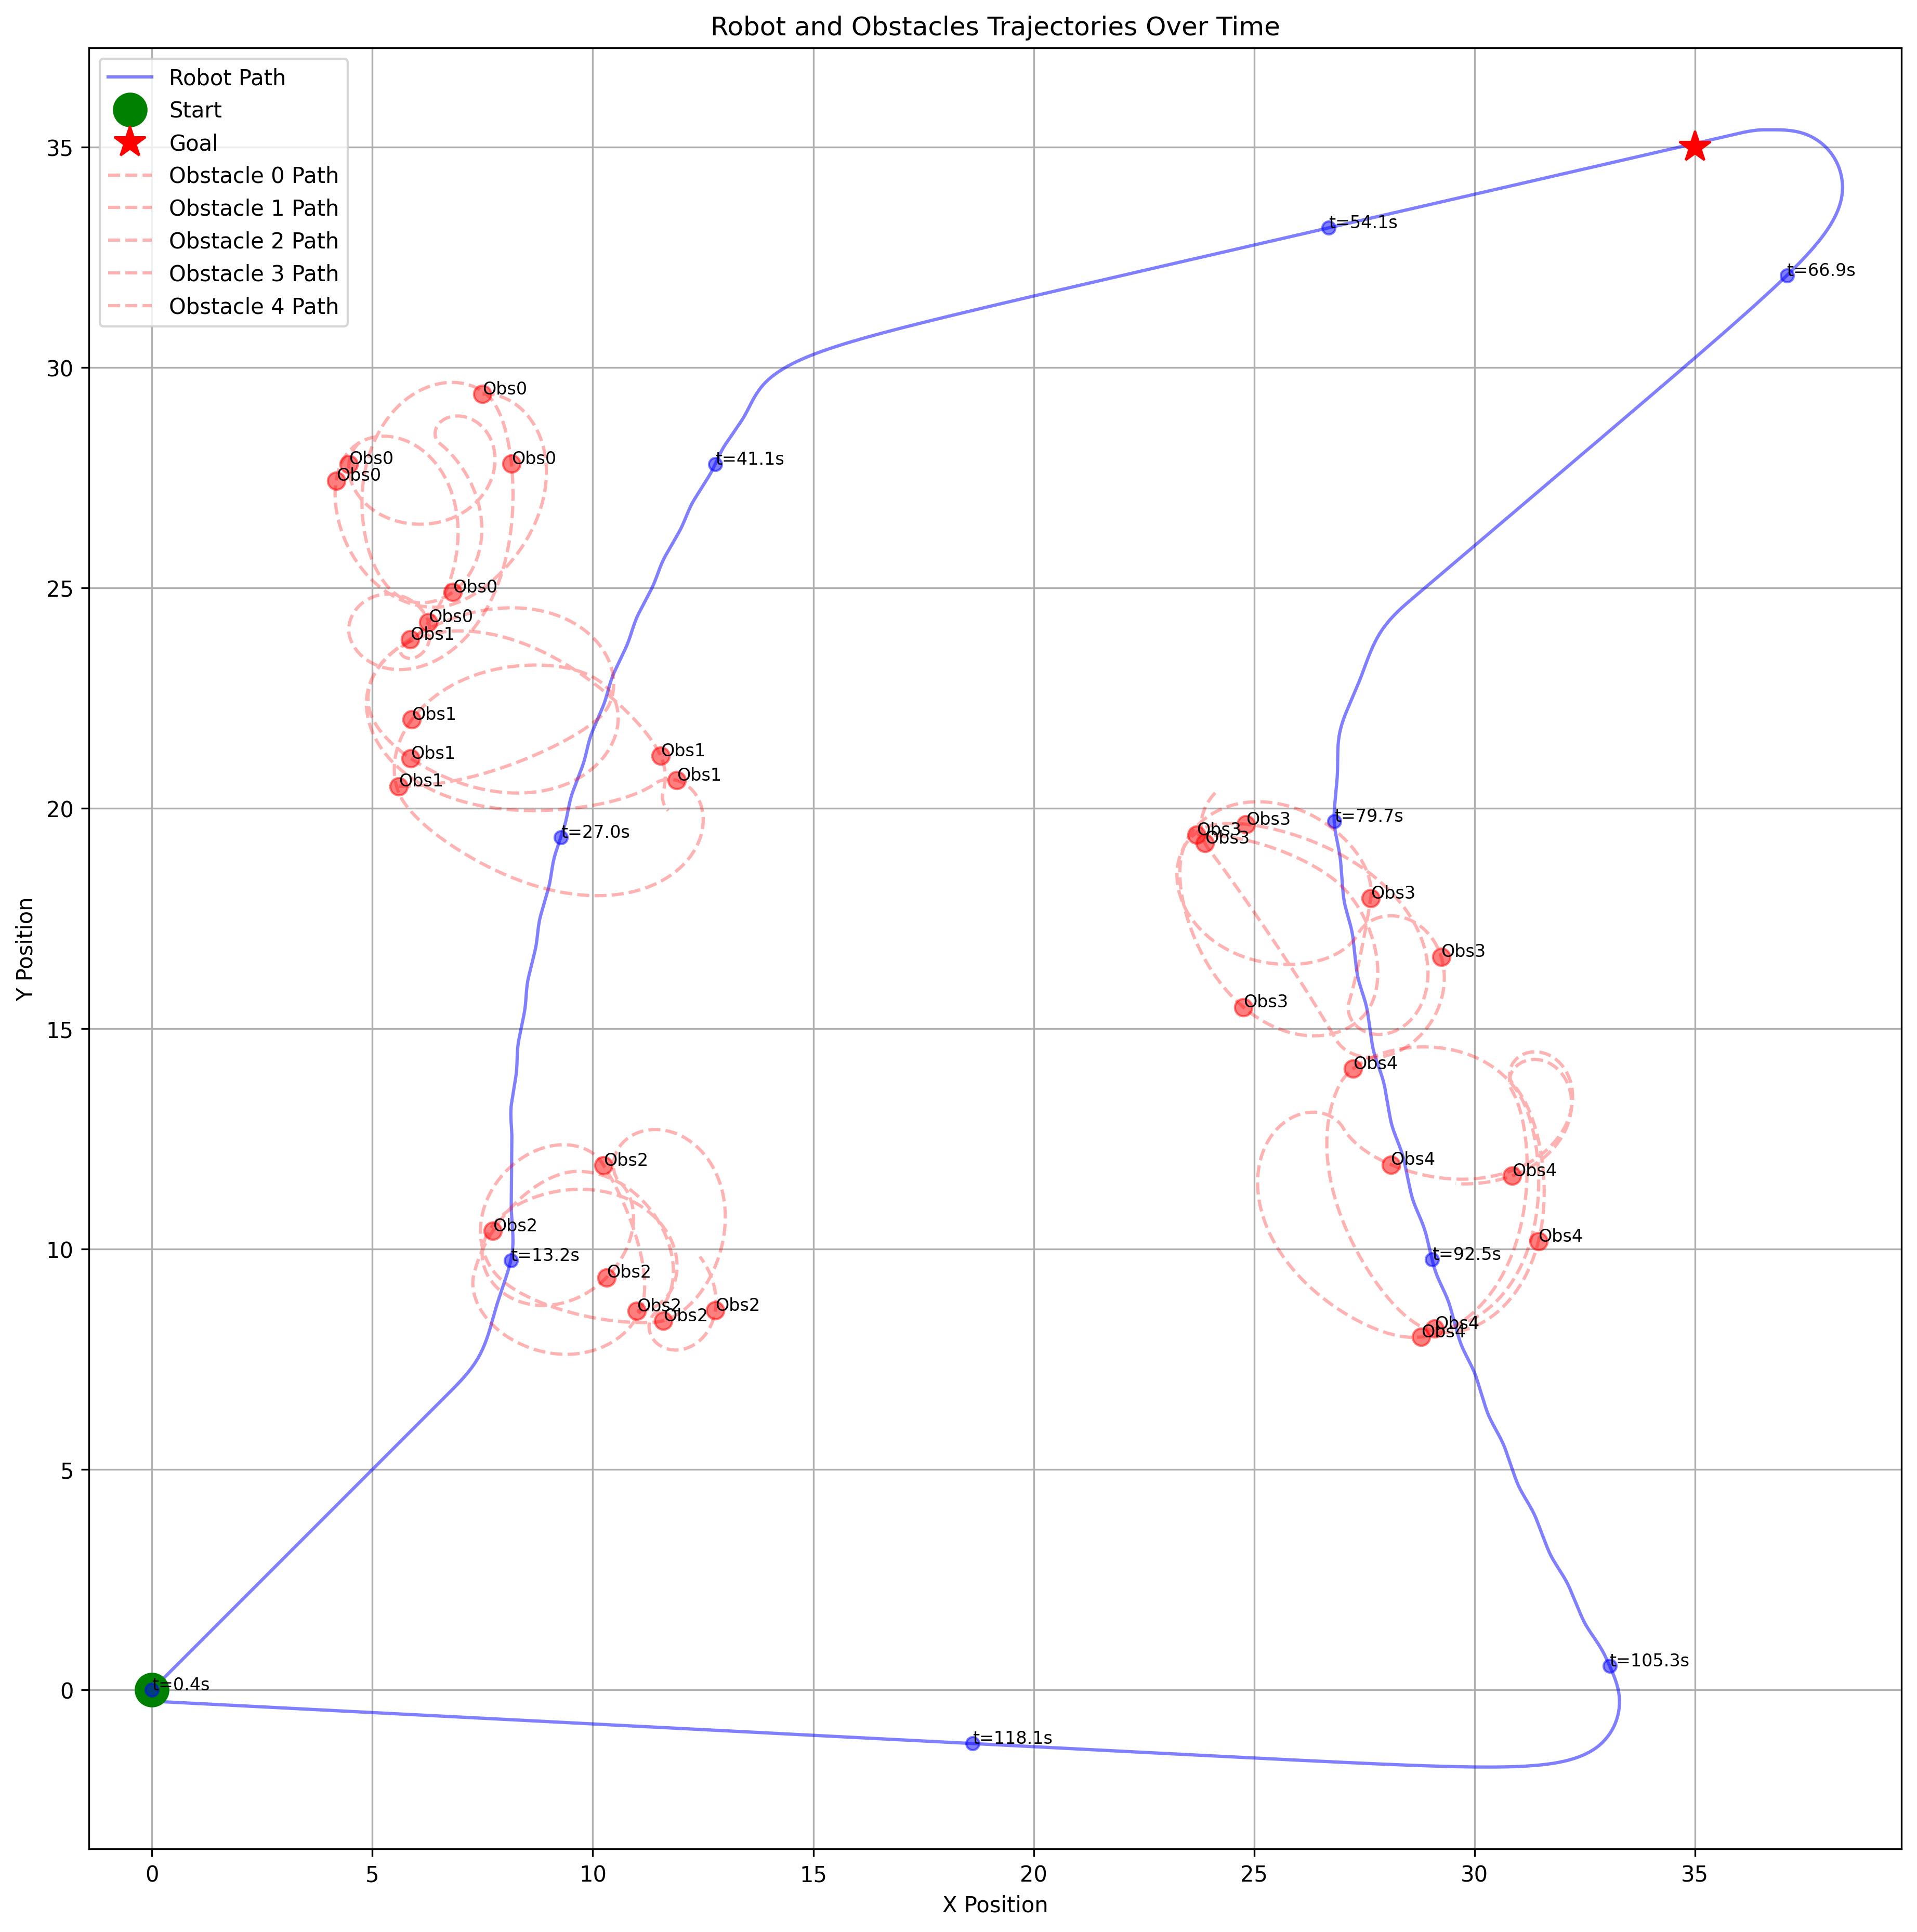 Robot and Obstacles Trajectories Over Time
Robot Path
Start
Goal
Obstacle 0 Path
Obstacle 1 Path
Obstacle 2 Path
Obstacle 3 Path
Obstacle 4 Path
35
30
25
20
15
10
5
0
Y Position
t=54.1s
t=66.9s
Obs0
t=41.1s
Obs0
Obs0
Obs0
Obs0
Obs0
Obs1
Obs1
Obs1
Obs1
Obs1
Obs1
t=27.0s
t=79.7s
Obs3
Obs3
Obs3
Obs3
Obs3
Obs3
Obs4
Obs2
Obs4
Obs4
Obs2
Obs4
t=13.2s
t=92.5s
Obs2
Obs2
Obs2
Obs2
Obs4
Obs4
t=0.4s
t=105.3s
t=118.1s
0
5
10
15
20
25
30
35
X Position